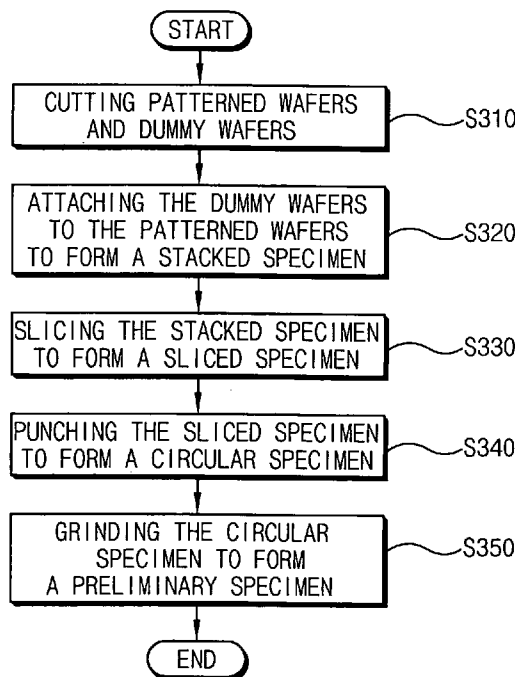 START
CUTTING PATTERNED WAFERS
AND DUMMY WAFERS
S310
ATTACHING THE DUMMY WAFERS
TO THE PATTERNED WAFERS
TO FORM A STACKED SPECIMEN
S320
SLICING THE STACKED SPECIMEN
TO FORM A SLICED SPECIMEN
S330
PUNCHING THE SLICED SPECIMEN
TO FORM A CIRCULAR SPECIMEN
S340
GRINDING THE CIRCULAR
SPECIMEN TO FORM
A PRELIMINARY SPECIMEN
S350
END